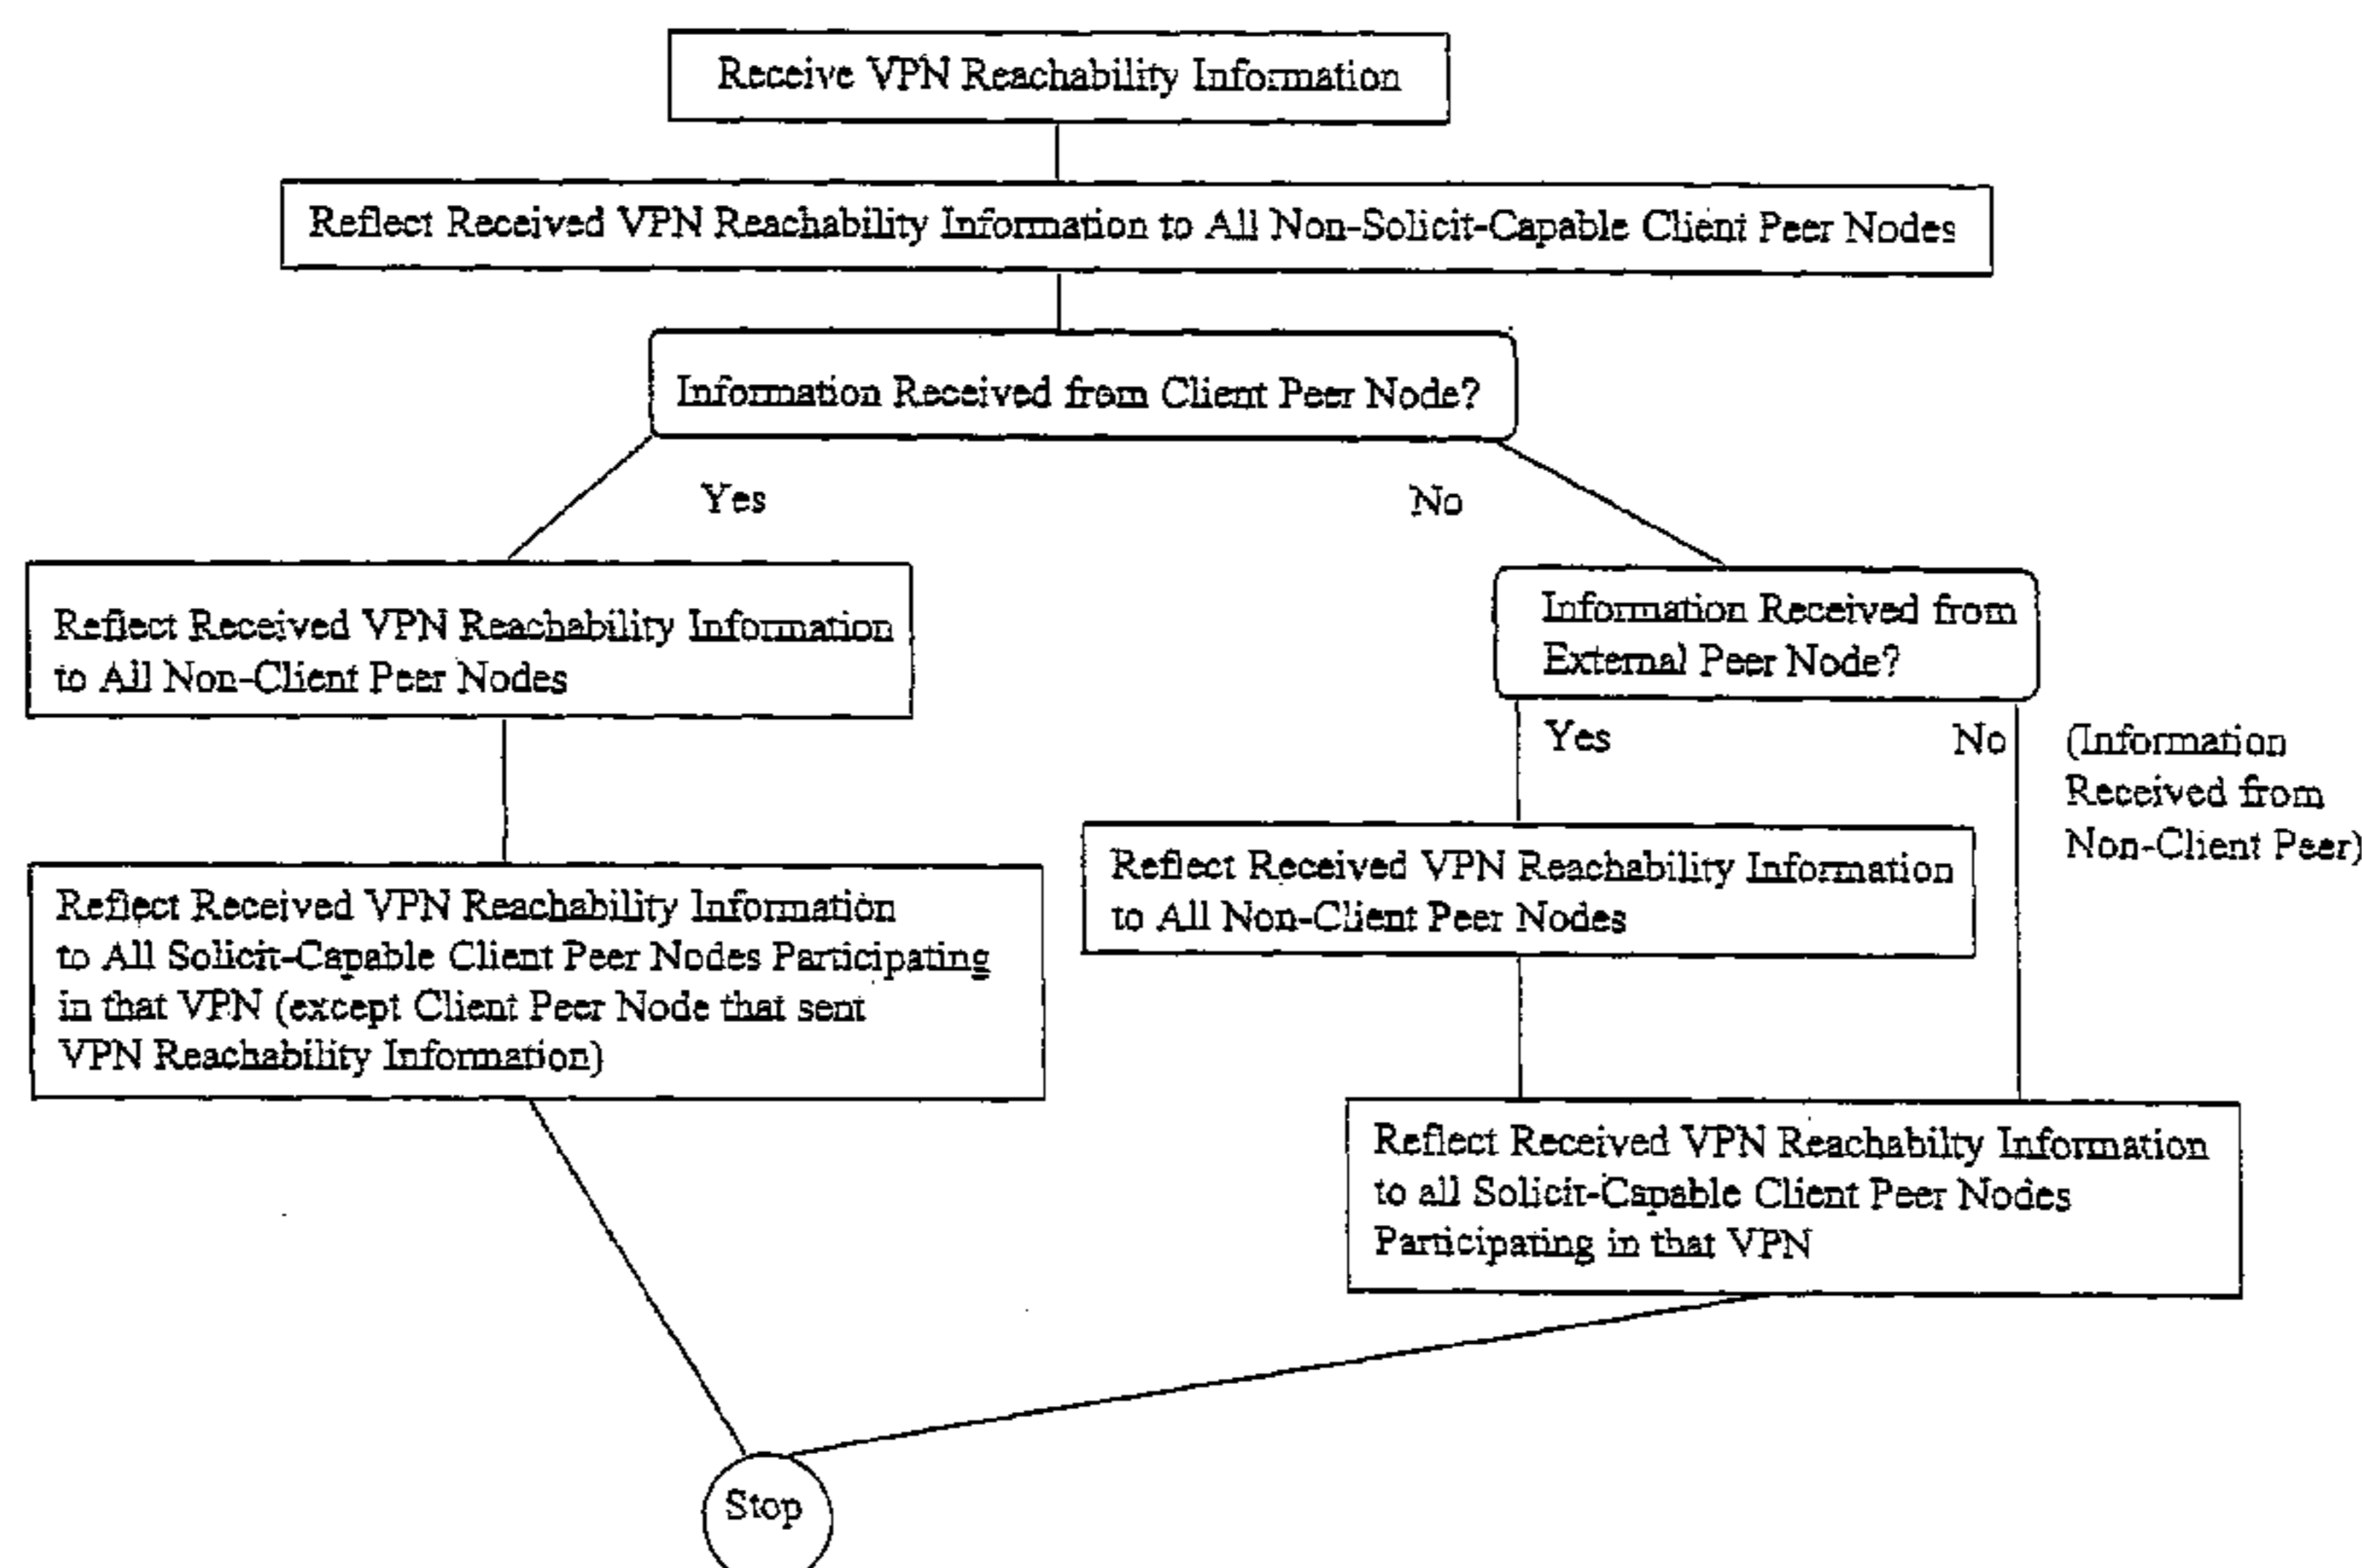 Receive VPN Reachability Information
Reflect Received VPN Reachability Information to All Non-Solicit-Capable Client Peer Nodes
Information Received from Client Peer Node?
Yes
No
Reflect Received VPN Reachability Information
to All Non-Client Peer Nodes
Information Received from
External Peer Node?
Yes
No
(Information
Received from
Non-Client Peer)
Reflect Received VPN Reachability Information
to All Non-Client Peer Nodes
Reflect Received VPN Reachability Information
to All Solicit-Capable Client Peer Nodes Participating
in that VPN (except Client Peer Node that sent
VPN Reachability Information)
Reflect Received VPN Reachabilty Information
to all Solicit-Capable Client Peer Nodes
Participating in that VPN
Stop